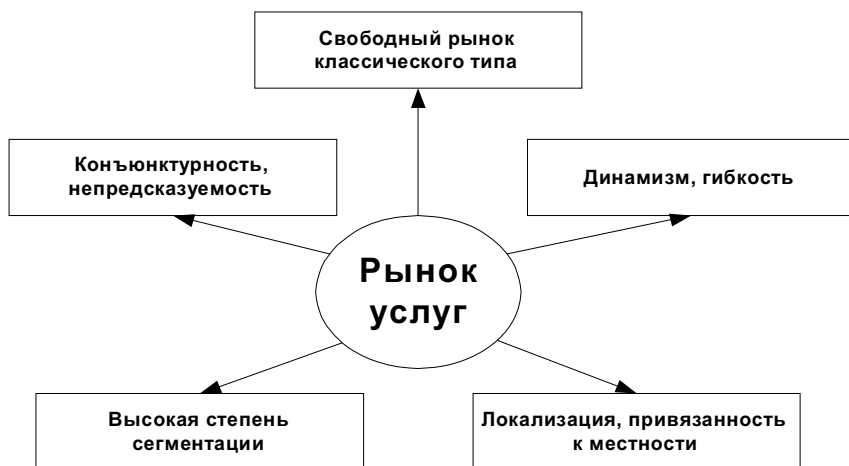 Свободный рынок
классического типа
Конъюнктурность,
непредсказуемость
Динамизм, гибкость
Рынок
услуг
Высокая степень
сегментации
Локализация, привязанность
к местности